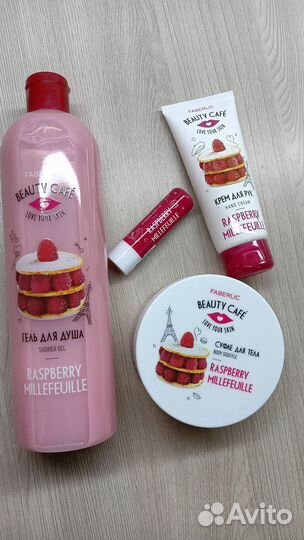 FABERLIC
BEAUTY CAFÉ
LOVE YOUR SKIN
ГЕЛЬ ДЛЯ ДУША
SHOWER GEL
RASPBERRY
MILLEFEUILLE
RASPBERRY
MILLEFEUILLE
FABERLIC
BEAUTY CAFÉ
LOVE YOUR SKIN
КРЕМ ДЛЯ РУК
HAND CREAM
RASPBERRY
MILLEFEUILLE
FABERLIC
BEAUTY CAFÉ
LOVE YOUR SKIN
СУФЛЕ ДЛЯ ТЕЛА
BODY SOUFFLE
RASPBERRY
MILLEFEUILLE
Avito